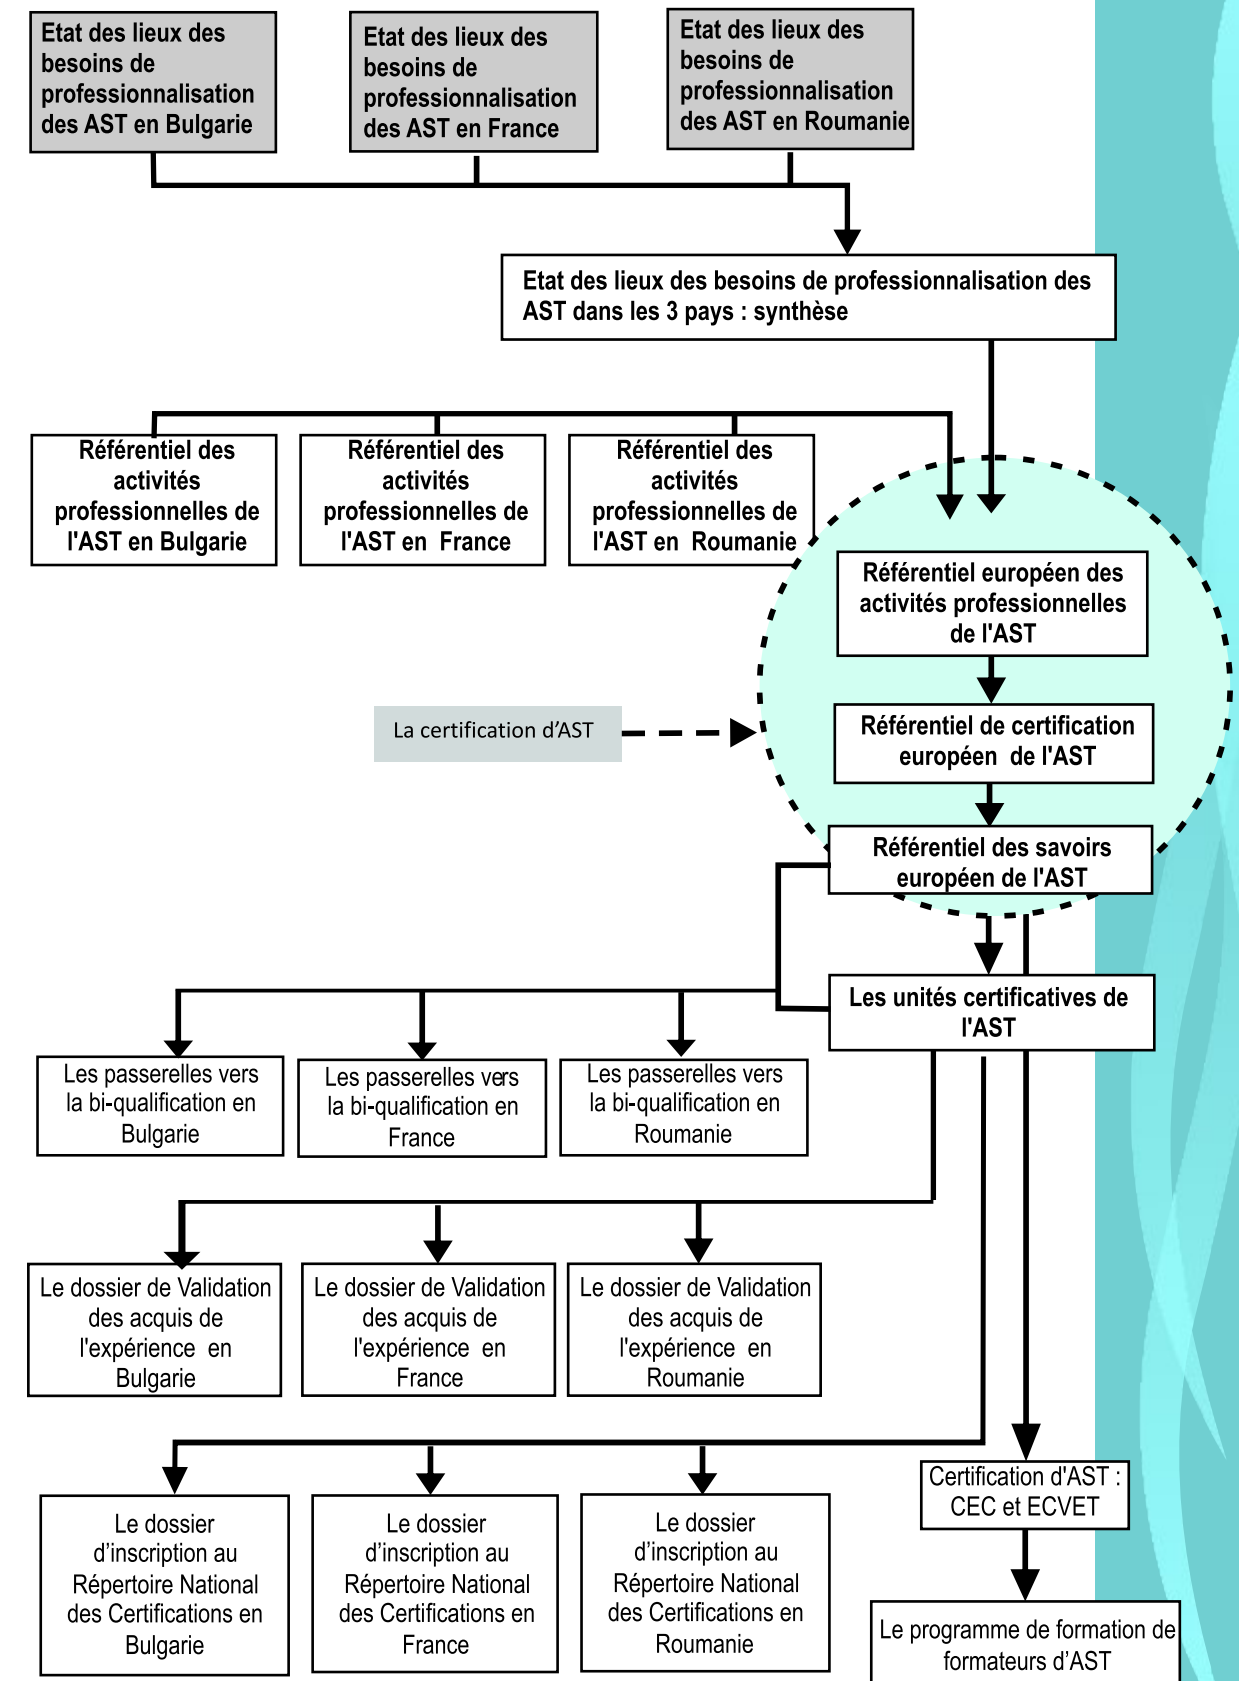 Etat des lieux des
besoins de
professionnalisation
des AST en Bulgarie
Etat des lieux des
besoins de
professionnalisation
des AST en France
Etat des lieux des
besoins de
professionnalisation
des AST en Roumanie
Etat des lieux des besoins de professionnalisation des
AST dans les 3 pays : synthèse
Référentiel des
activités
professionnelles de
l'AST en Bulgarie
Référentiel des
activités
professionnelles de
l'AST en France
Référentiel des
activités
professionnelles de
l'AST en Roumanie
Référentiel européen des
activités professionnelles
de l'AST
La certification d’AST
Référentiel de certification
européen de l'AST
Référentiel des savoirs
européen de l'AST
Les unités certificatives de
l'AST
Les passerelles vers
la bi-qualification en
Bulgarie
Les passerelles vers
la bi-qualification en
France
Les passerelles vers
la bi-qualification en
Roumanie
Le dossier de Validation
des acquis de
l'expérience en
Bulgarie
Le dossier de Validation
des acquis de
l'expérience en
France
Le dossier de Validation
des acquis de
l'expérience en
Roumanie
Certification d'AST :
CEC et ECVET
Le dossier
d’inscription au
Répertoire National
des Certifications en
Bulgarie
Le dossier
d’inscription au
Répertoire National
des Certifications en
France
Le dossier
d’inscription au
Répertoire National
des Certifications en
Roumanie
Le programme de formation de
formateurs d’AST